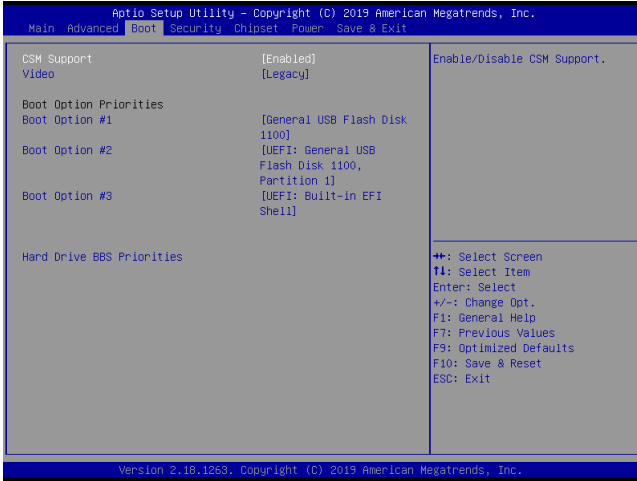 Aptio Setup Utility – Copyright (C) 2019 American Megatrends, Inc.
Main Advanced Boot Security Chipset Power Save & Exit
CSM Support [Enabled]
Video [Legacy]
Boot Option Priorities
Boot Option #1 [General USB Flash Disk
1100]
Boot Option #2 [UEFI: General USB
Flash Disk 1100,
Partition 1]
Boot Option #3 [UEFI: Built-in EFI
Shell]
Hard Drive BBS Priorities
Enable/Disable CSM Support.
→←: Select Screen
↑↓: Select Item
Enter: Select
+/-: Change Opt.
F1: General Help
F7: Previous Values
F9: Optimized Defaults
F10: Save & Reset
ESC: Exit
Version 2.18.1263. Copyright (C) 2019 American Megatrends, Inc.